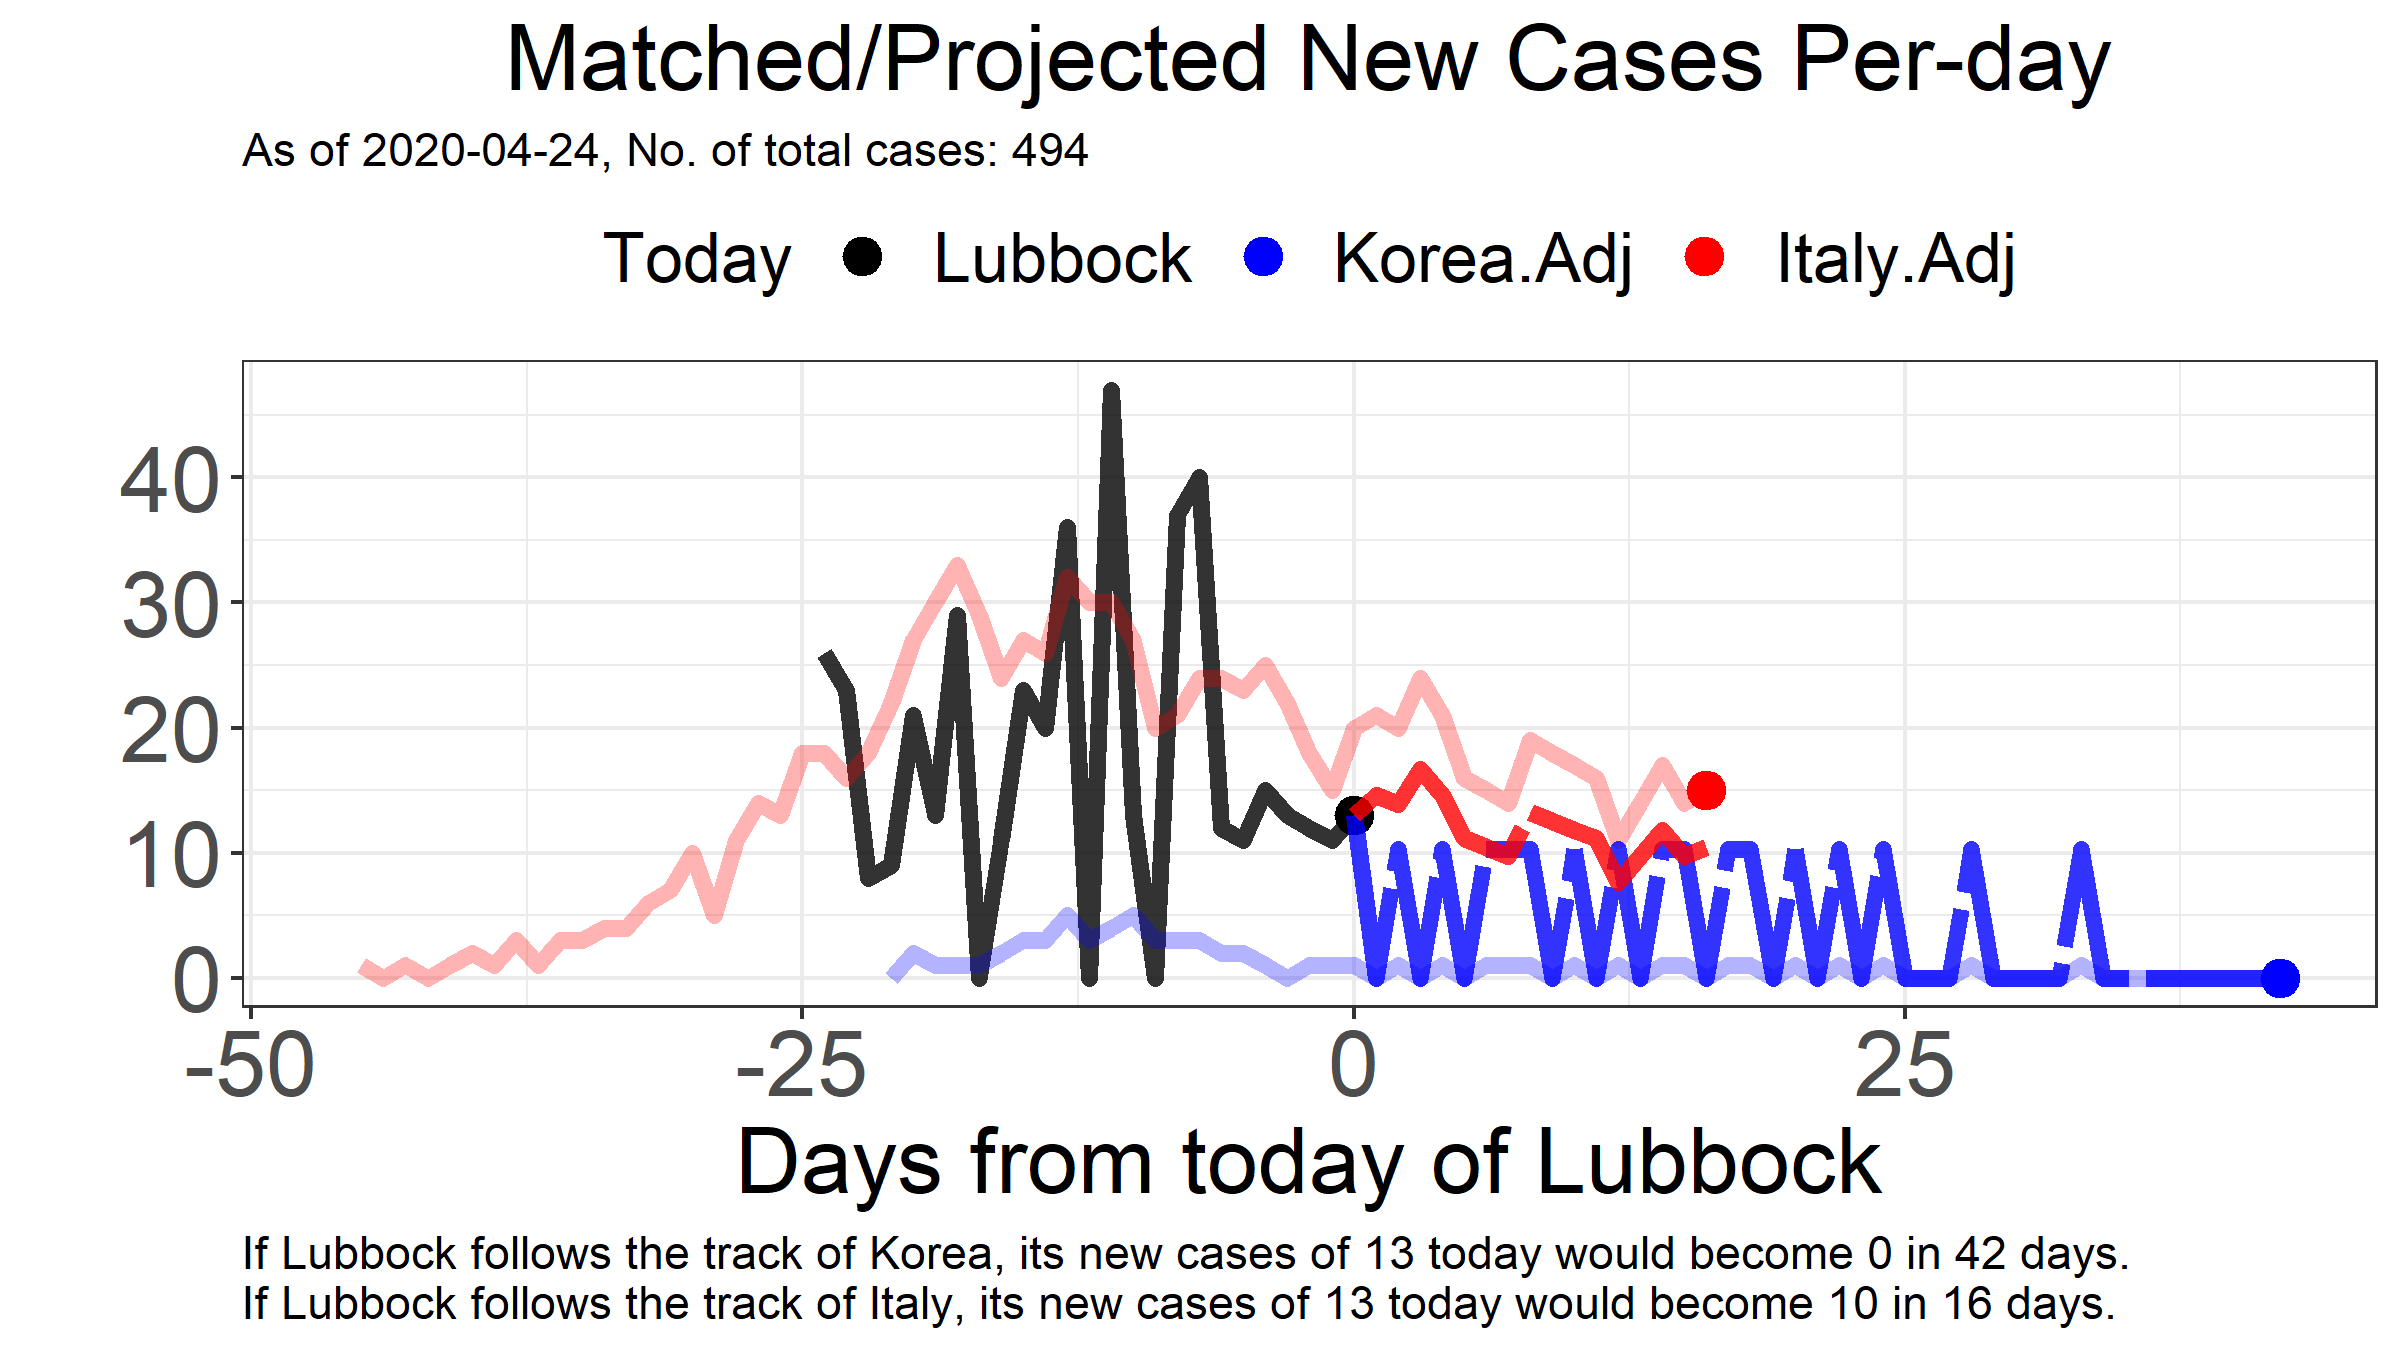 Matched/Projected New Cases Per-day
As of 2020-04-24, No. of total cases: 494
Today Lubbock Korea.Adj Italy.Adj
40
30
20
10
0
-50 -25 0 25
Days from today of Lubbock
If Lubbock follows the track of Korea, its new cases of 13 today would become 0 in 42 days.
If Lubbock follows the track of Italy, its new cases of 13 today would become 10 in 16 days.